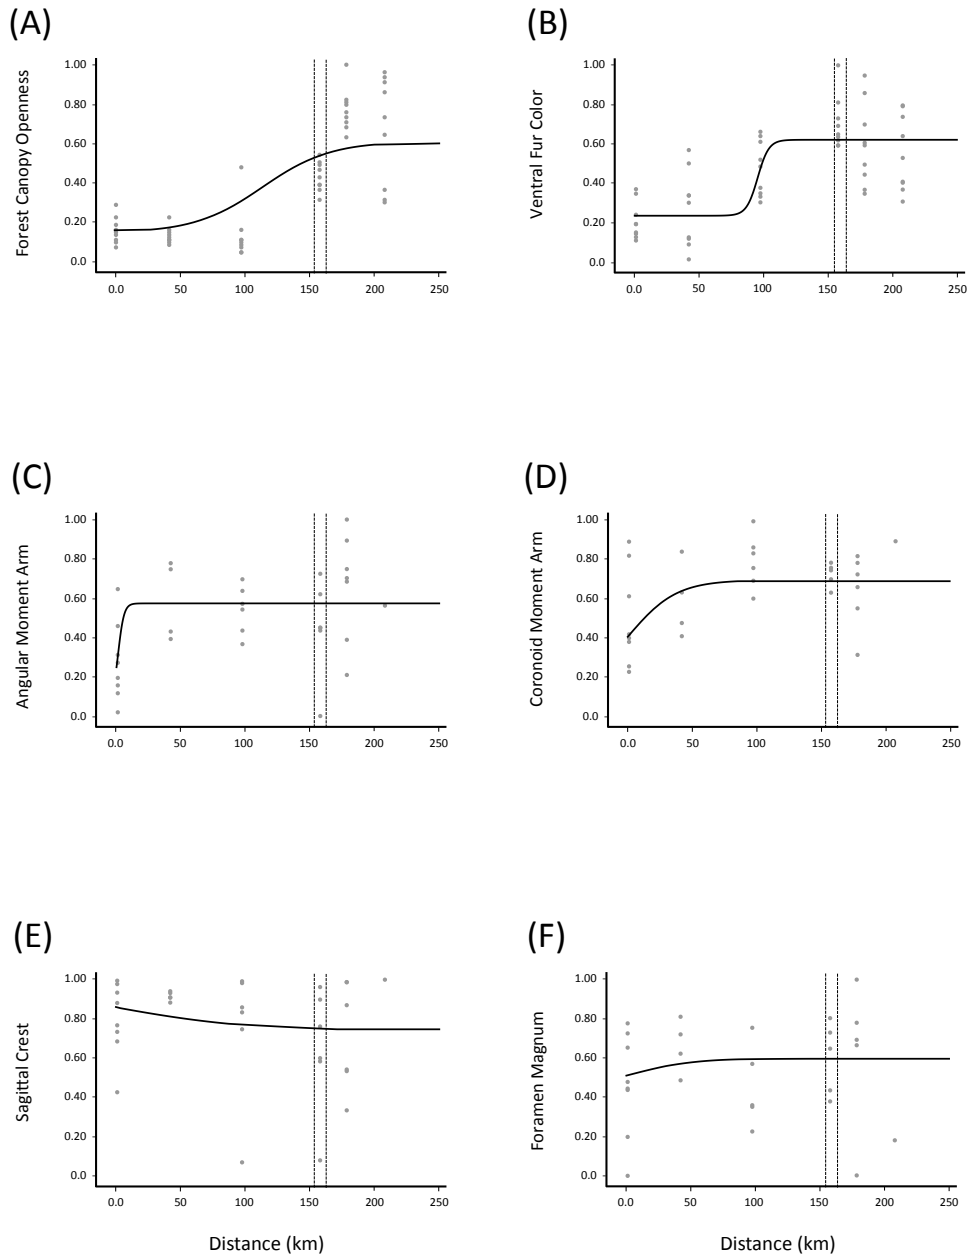 (A)
Forest Canopy Openness
1.00
0.80
0.60
0.40
0.20
0.0
0.0 50 100 150 200 250
(B)
Ventral Fur Color
1.00
0.80
0.60
0.40
0.20
0.0
0.0 50 100 150 200 250
(C)
Angular Moment Arm
1.00
0.80
0.60
0.40
0.20
0.0
0.0 50 100 150 200 250
(D)
Coronoid Moment Arm
1.00
0.80
0.60
0.40
0.20
0.0
0.0 50 100 150 200 250
(E)
Sagittal Crest
1.00
0.80
0.60
0.40
0.20
0.0
0.0 50 100 150 200 250
Distance (km)
(F)
Foramen Magnum
1.00
0.80
0.60
0.40
0.20
0.0
0.0 50 100 150 200 250
Distance (km)